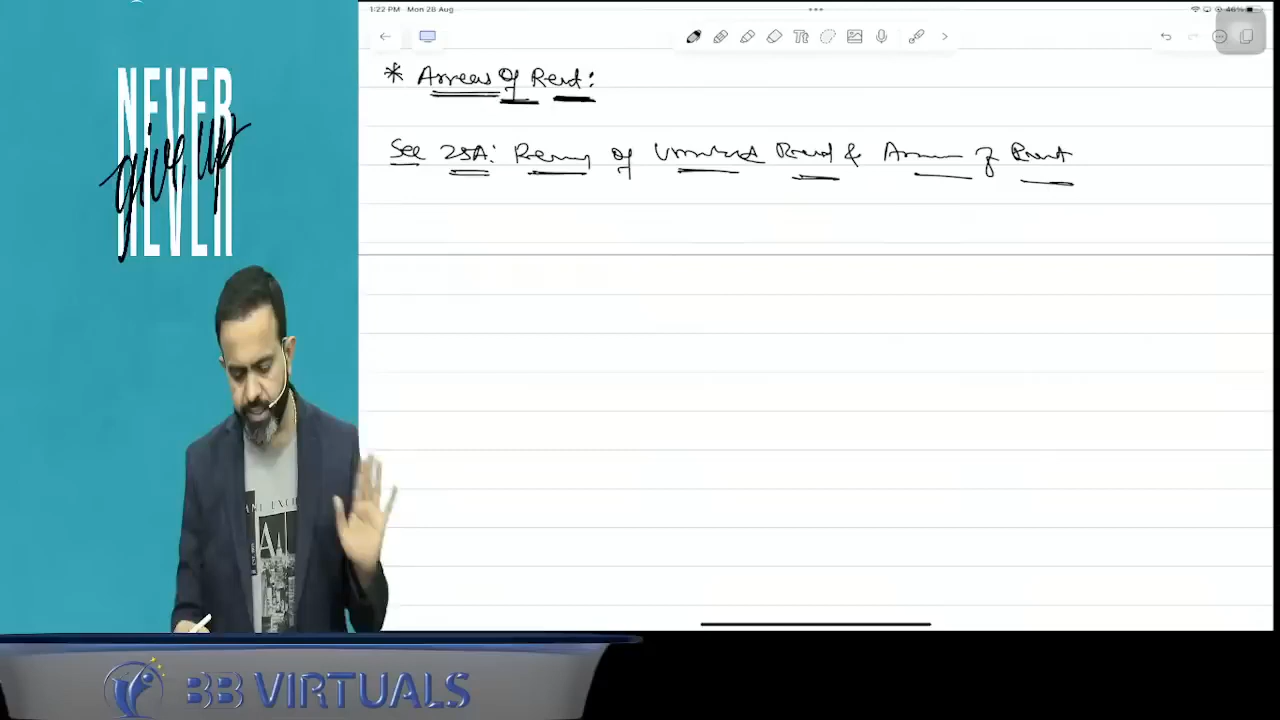 1:22 PM Mon 28 Aug
46%
NEVER
give up
NEVER
* Arrears Of Rent:
Sec 25A: Recovery of Unrealised Rent & Arrears of Rent
BB VIRTUALS